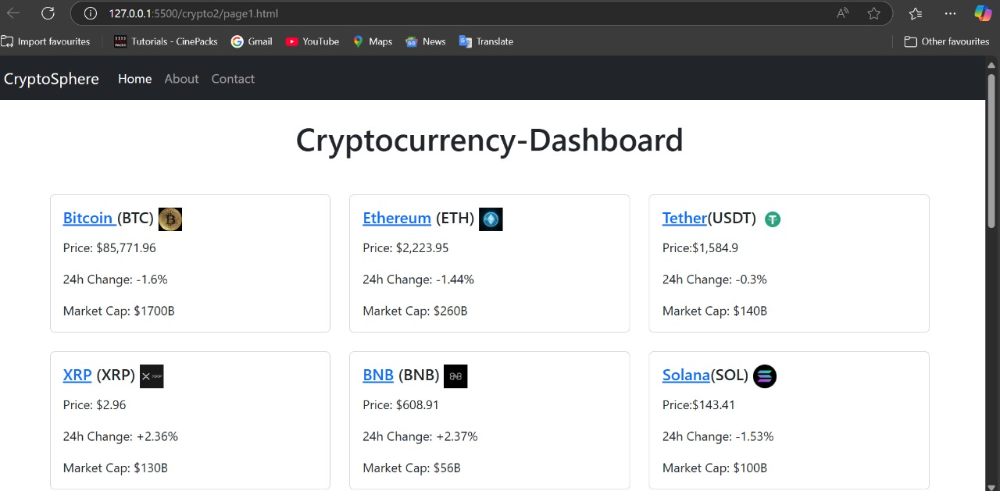 127.0.0.1:5500/crypto2/page1.html
Import favourites Tutorials - CinePacks Gmail YouTube Maps News Translate Other favourites
CryptoSphere Home About Contact
Cryptocurrency-Dashboard
Bitcoin (BTC)
Price: $85,771.96
24h Change: -1.6%
Market Cap: $1700B
Ethereum (ETH)
Price: $2,223.95
24h Change: -1.44%
Market Cap: $260B
Tether(USDT)
Price:$1,584.9
24h Change: -0.3%
Market Cap: $140B
XRP (XRP) XRP
Price: $2.96
24h Change: +2.36%
Market Cap: $130B
BNB (BNB) BNB
Price: $608.91
24h Change: +2.37%
Market Cap: $56B
Solana(SOL)
Price:$143.41
24h Change: -1.53%
Market Cap: $100B